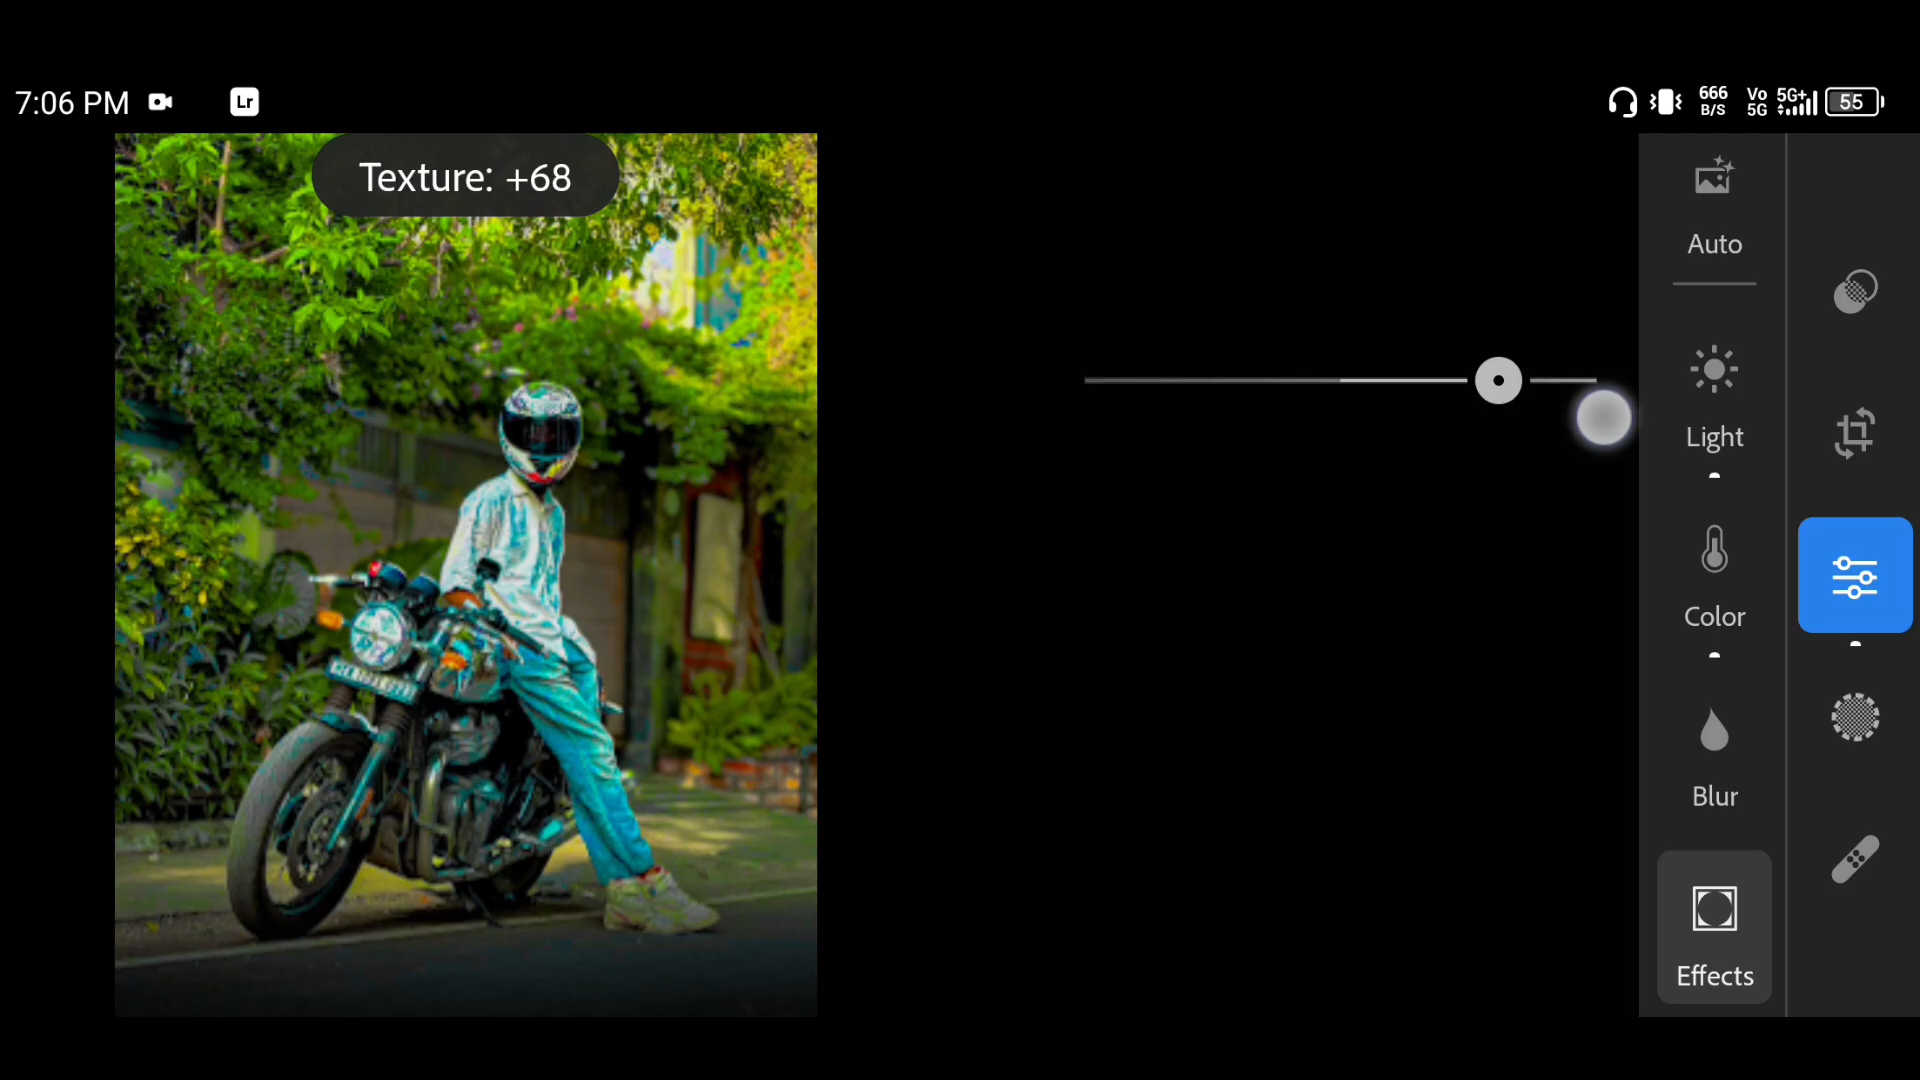 7:06 PM
Lr
666
B/S
Vo
5G
5G+
55
Texture: +68
Auto
Light
Color
Blur
Effects